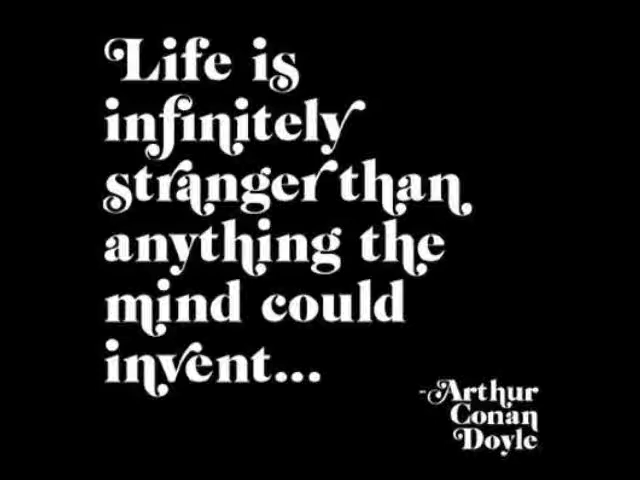 Life is
infinitely
stranger than
anything the
mind could
invent...
-Arthur
Conan
Doyle